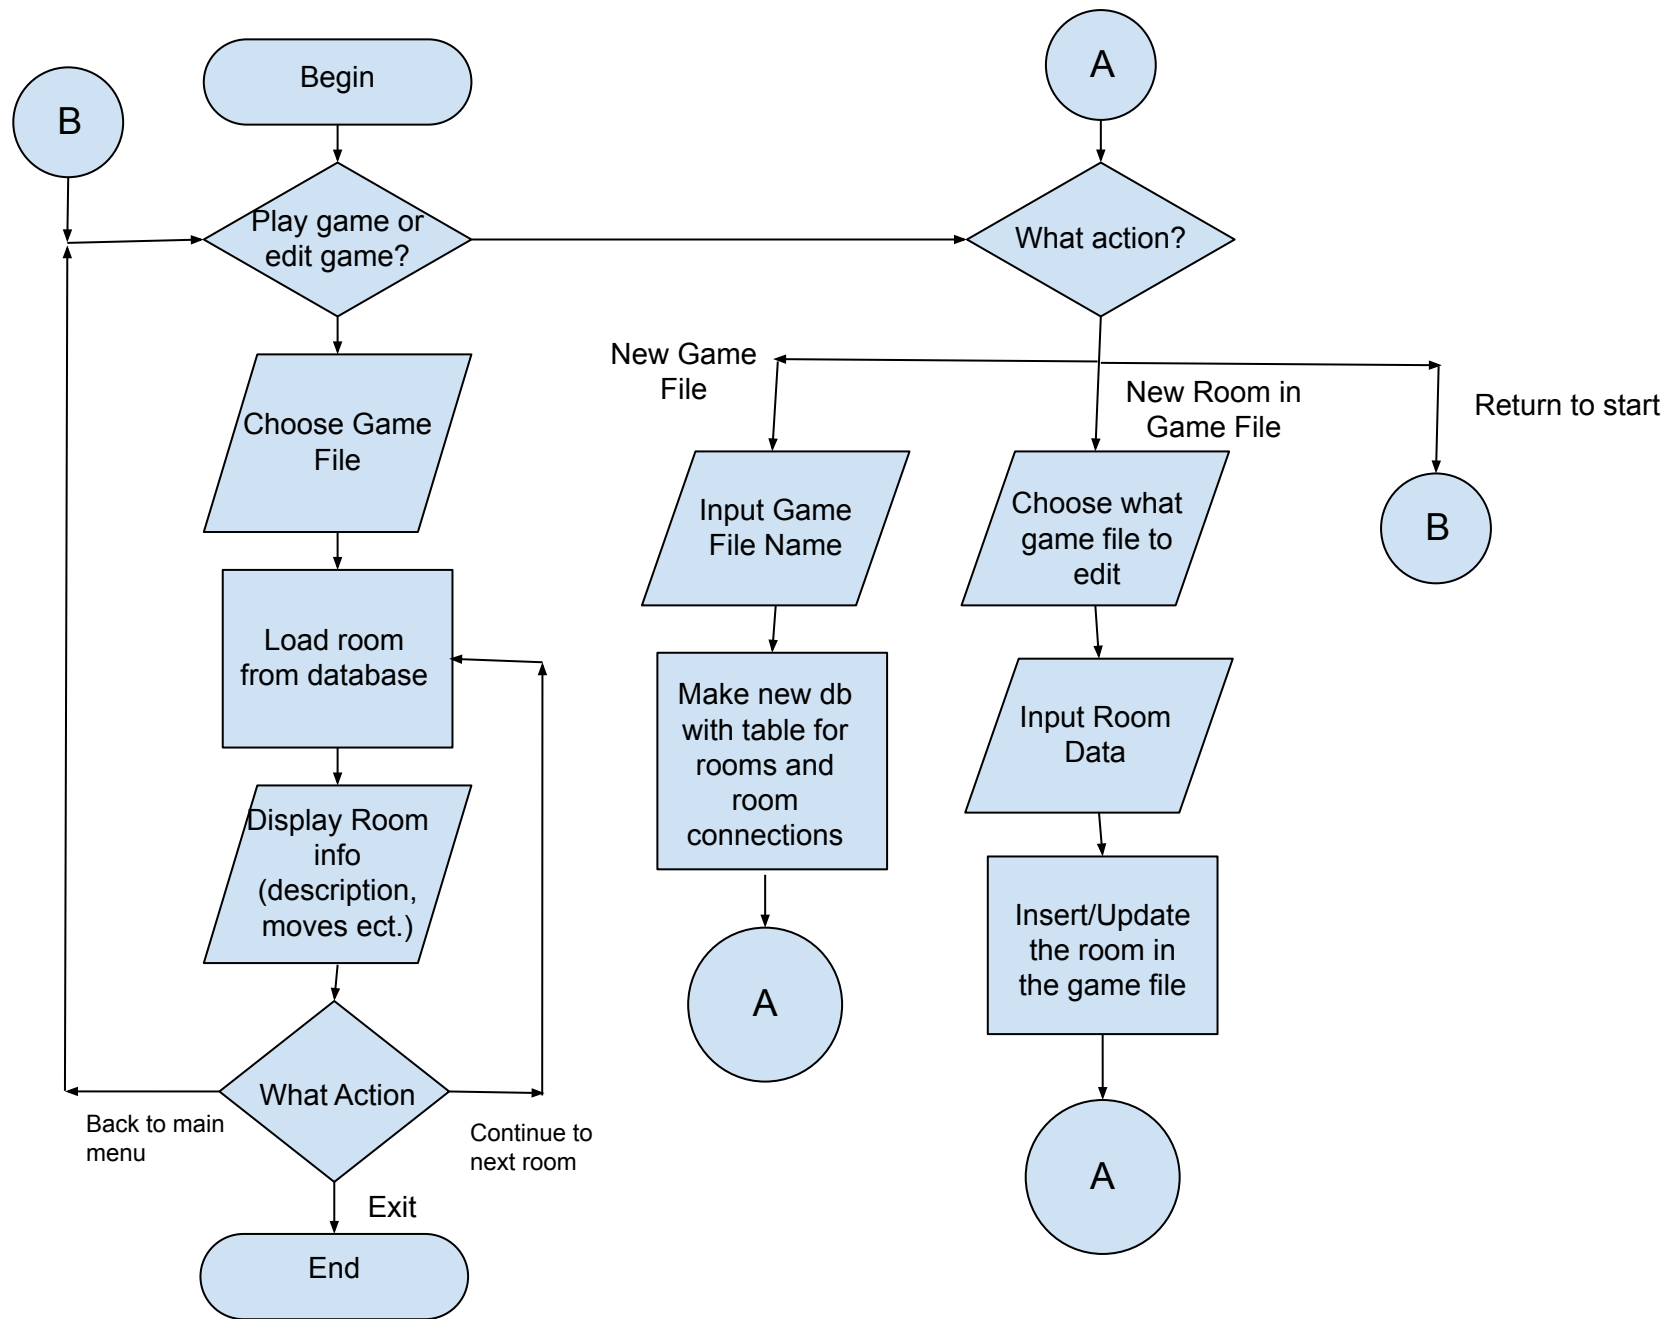 B
Begin
A
Play game or
edit game?
What action?
New Game
File
New Room in
Game File
Return to start
Choose Game
File
Input Game
File Name
Choose what
game file to
edit
B
Load room
from database
Make new db
with table for
rooms and
room
connections
Input Room
Data
Display Room
info
(description,
moves ect.)
Insert/Update
the room in
the game file
A
What Action
Back to main
menu
Continue to
next room
A
Exit
End